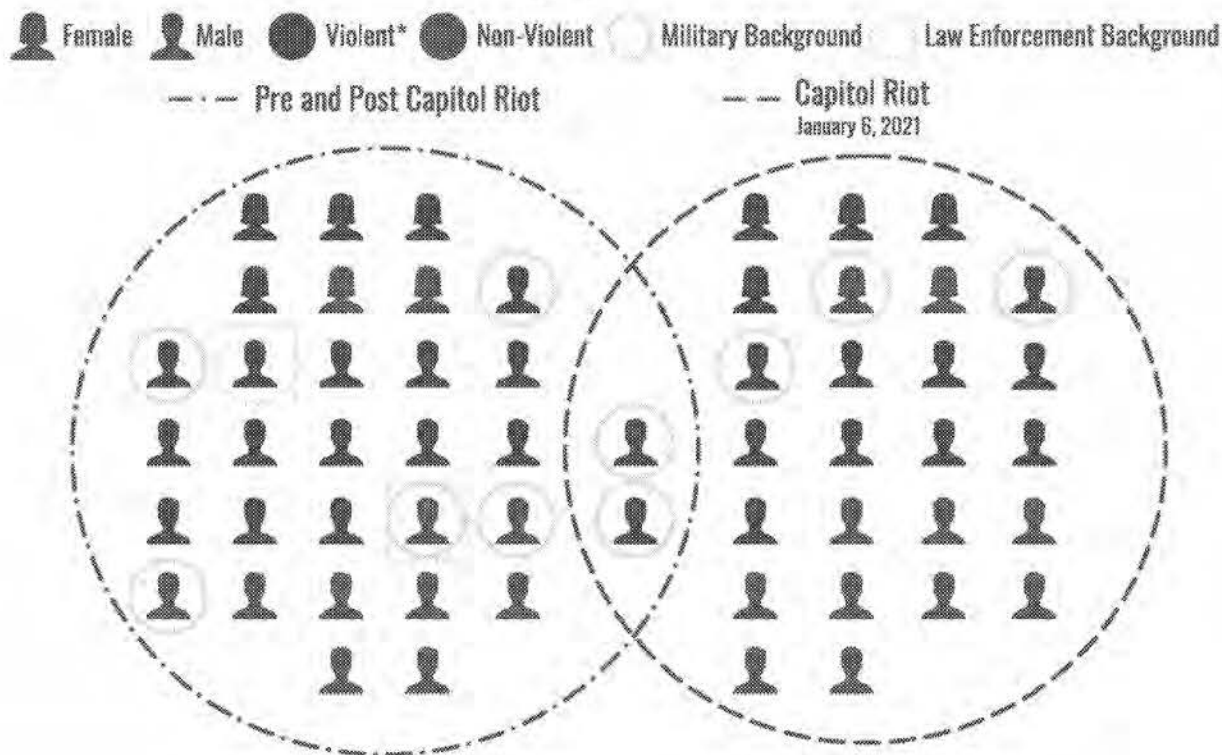 Female Male Violent* Non-Violent Military Background Law Enforcement Background
Pre and Post Capitol Riot Capitol Riot
January 6, 2021